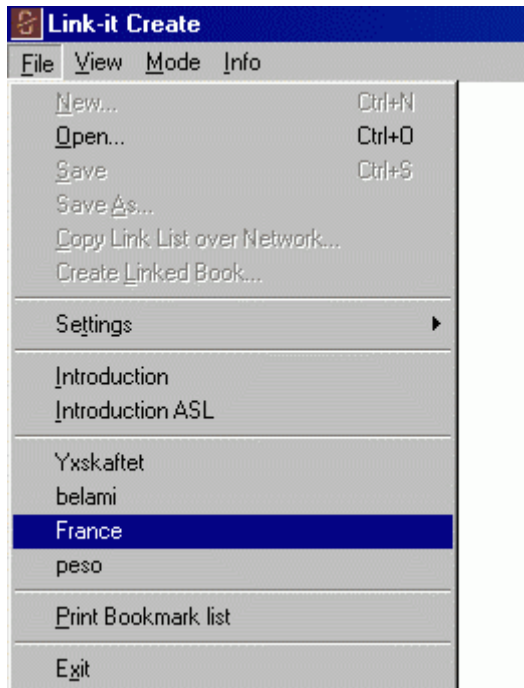 Link-it Create
File View Mode Info
New... Ctrl+N
Open... Ctrl+O
Save Ctrl+S
Save As...
Copy Link List over Network...
Create Linked Book...
Settings
Introduction
Introduction ASL
Yxskaftet
belami
France
peso
Print Bookmark list
Exit